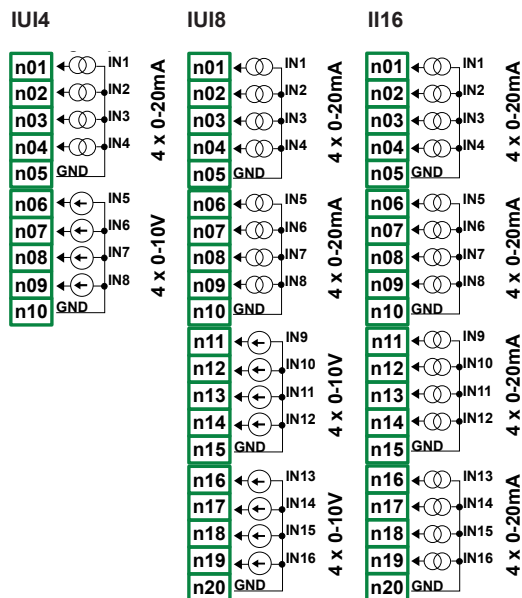 IUI4 IUI8 II16
n01 IN1 n01 IN1 n01 IN1
n02 IN2 n02 IN2 n02 IN2
n03 IN3 n03 IN3 n03 IN3
n04 IN4 n04 IN4 n04 IN4
n05 GND n05 GND n05 GND
4 x 0-20mA 4 x 0-20mA 4 x 0-20mA
n06 IN5 n06 IN5 n06 IN5
n07 IN6 n07 IN6 n07 IN6
n08 IN7 n08 IN7 n08 IN7
n09 IN8 n09 IN8 n09 IN8
n10 GND n10 GND n10 GND
4 x 0-10V 4 x 0-20mA 4 x 0-20mA
n11 IN9 n11 IN9
n12 IN10 n12 IN10
n13 IN11 n13 IN11
n14 IN12 n14 IN12
n15 GND n15 GND
4 x 0-10V 4 x 0-20mA
n16 IN13 n16 IN13
n17 IN14 n17 IN14
n18 IN15 n18 IN15
n19 IN16 n19 IN16
n20 GND n20 GND
4 x 0-10V 4 x 0-20mA